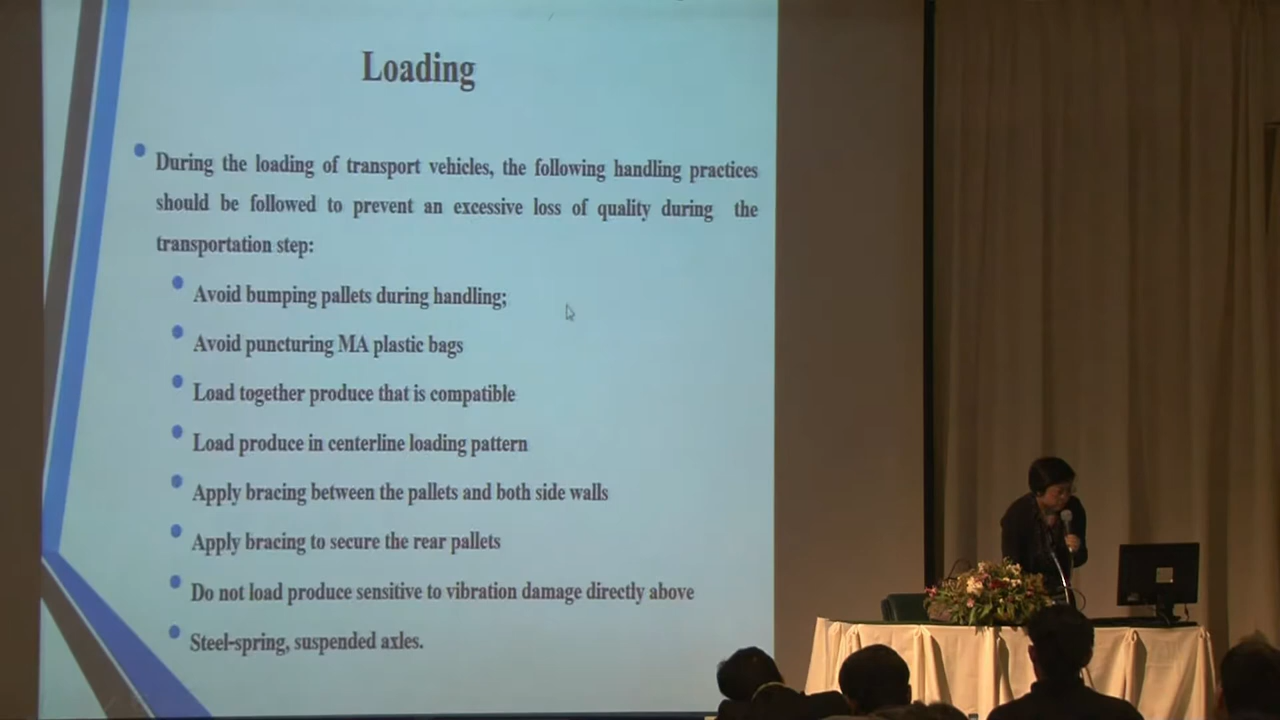 Loading
During the loading of transport vehicles, the following handling practices
should be followed to prevent an excessive loss of quality during the
transportation step:
Avoid bumping pallets during handling;
Avoid puncturing MA plastic bags
Load together produce that is compatible
Load produce in centerline loading pattern
Apply bracing between the pallets and both side walls
Apply bracing to secure the rear pallets
Do not load produce sensitive to vibration damage directly above
Steel-spring, suspended axles.